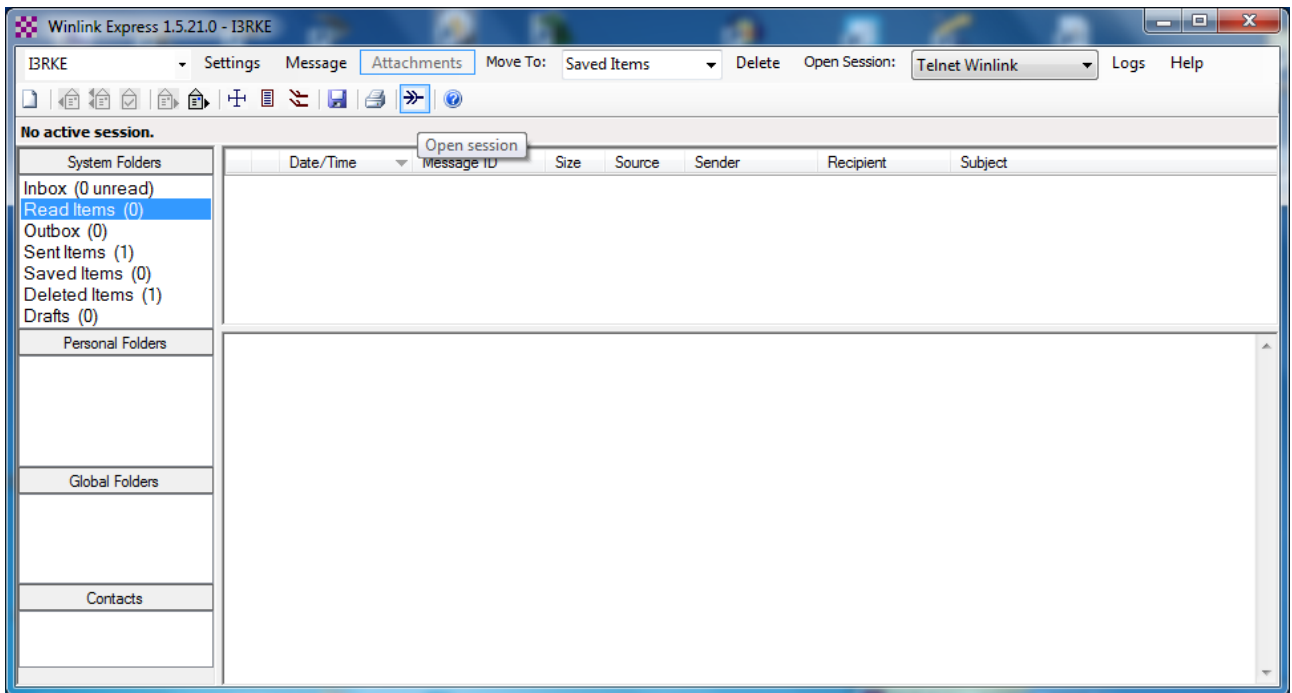 Winlink Express 1.5.21.0 - I3RKE
I3RKE Settings Message Attachments Move To: Saved Items Delete Open Session: Telnet Winlink Logs Help
No active session.
Open session
System Folders
Date/Time Message ID Size Source Sender Recipient Subject
Inbox (0 unread)
Read Items (0)
Outbox (0)
Sent Items (1)
Saved Items (0)
Deleted Items (1)
Drafts (0)
Personal Folders
Global Folders
Contacts